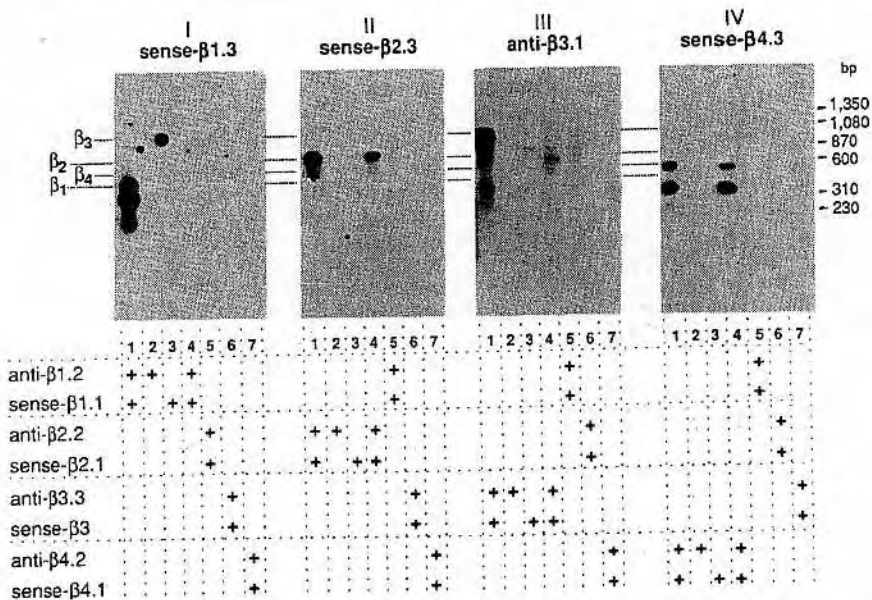 I II III IV
sense-β1.3 sense-β2.3 anti-β3.1 sense-β4.3
bp
1,350
1,080
β3 870
β2 600
β4
β1 310
230
1 2 3 4 5 6 7 1 2 3 4 5 6 7 1 2 3 4 5 6 7 1 2 3 4 5 6 7
anti-β1.2 + + + + + +
sense-β1.1 + + + + + +
anti-β2.2 + + + + + +
sense-β2.1 + + + + + +
anti-β3.3 + + + + + +
sense-β3 + + + + + +
anti-β4.2 + + + + + +
sense-β4.1 + + + + + +